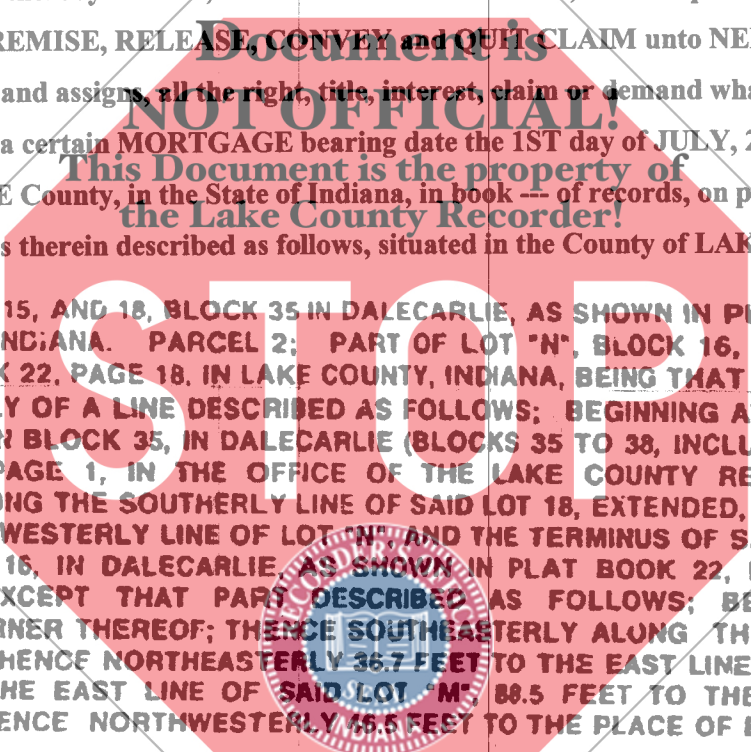 REMISE, RELEASE, CONVEY and QUIT CLAIM unto
Document is
and assigns, all the right, title, interest, claim or demand
NOT OFFICIAL!
a certain MORTGAGE bearing date the 1ST day of JULY,
This Document is the property of
County, in the State of Indiana, in book --- of records, on
the Lake County Recorder!
therein described as follows, situated in the County of
STOP
15, AND 18, BLOCK 35 IN DALECARLIE, AS SHOWN IN
INDIANA. PARCEL 2; PART OF LOT "N", BLOCK 16,
22, PAGE 18, IN LAKE COUNTY, INDIANA, BEING THAT
OF A LINE DESCRIBED AS FOLLOWS; BEGINNING
BLOCK 35, IN DALECARLIE (BLOCKS 35 TO 38,
PAGE 1, IN THE OFFICE OF THE LAKE COUNTY
THE SOUTHERLY LINE OF SAID LOT 18, EXTENDED,
WESTERLY LINE OF LOT "N", AND THE TERMINUS OF
16, IN DALECARLIE, AS SHOWN IN PLAT BOOK 22,
EXCEPT THAT PART DESCRIBED AS FOLLOWS;
THEREOF; THENCE SOUTHEASTERLY ALONG
THENCE NORTHEASTERLY 36.7 FEET TO THE EAST LINE
THE EAST LINE OF SAID LOT "M", 88.5 FEET TO THE
THENCE NORTHWESTERLY 46.5 FEET TO THE PLACE OF